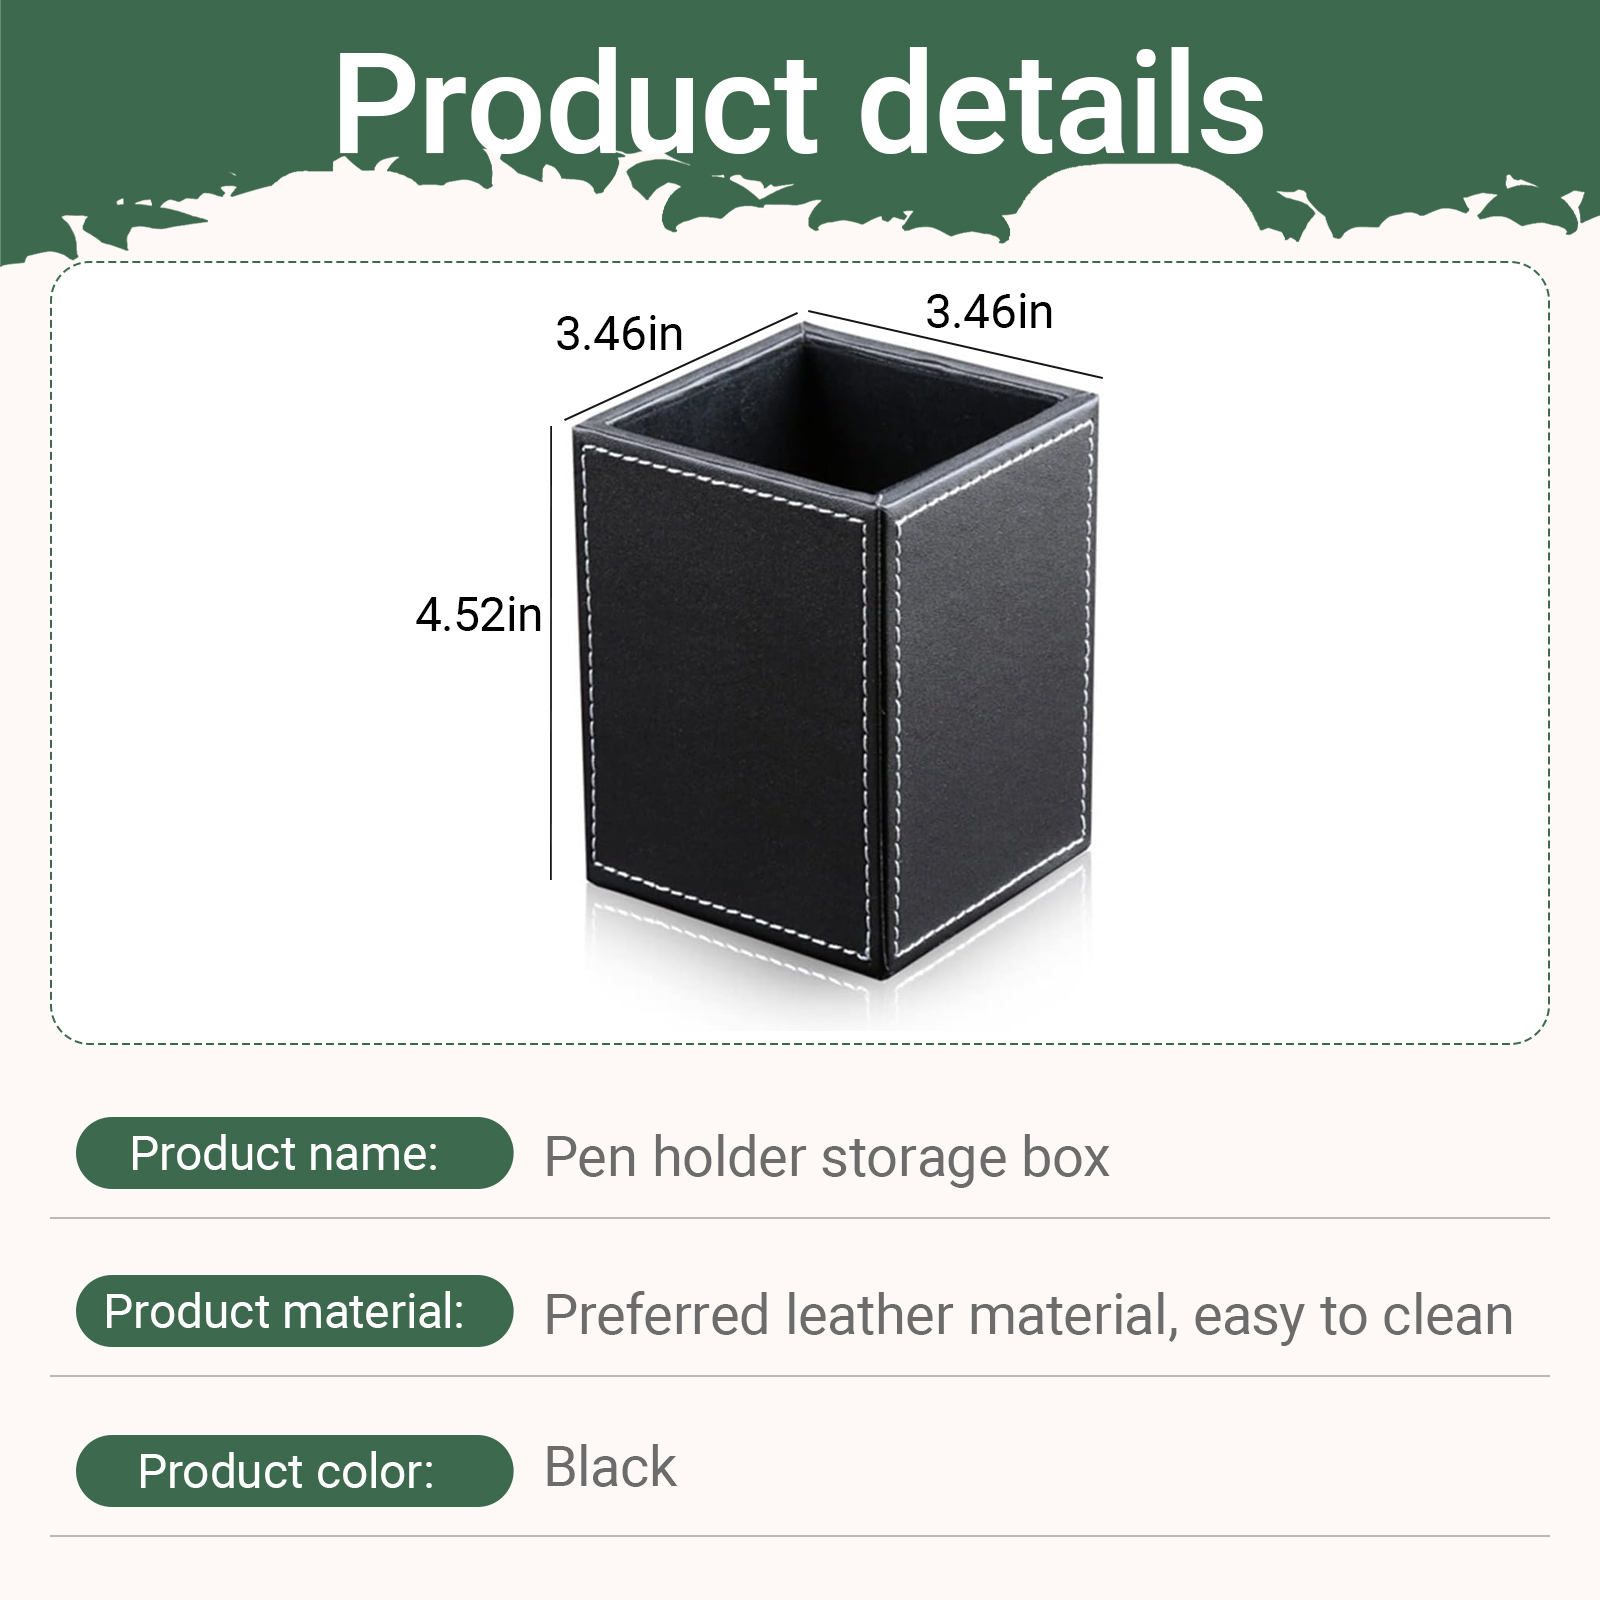 Product details
3.46in
3.46in
4.52in
Product name: Pen holder storage box
Product material: Preferred leather material, easy to clean
Product color: Black